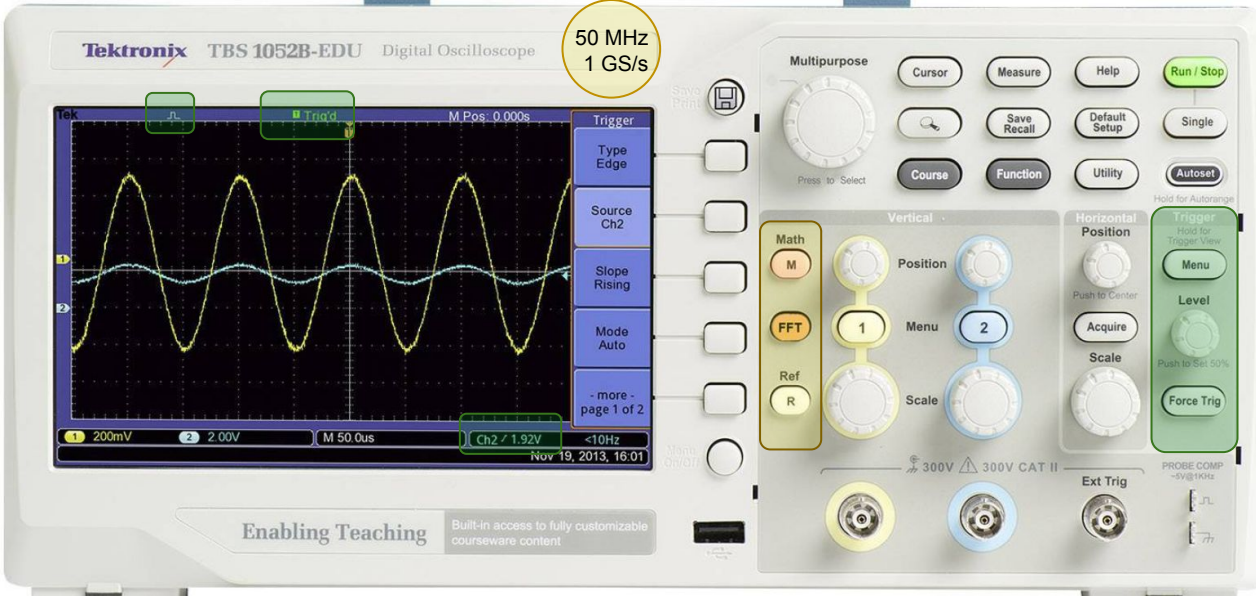 Tektronix TBS 1052B-EDU Digital Oscilloscope
50 MHz
1 GS/s
Tek
Trig'd
M Pos: 0.000s
Trigger
Type
Edge
Source
Ch2
Slope
Rising
Mode
Auto
- more -
page 1 of 2
1
2
1 200mV
2 2.00V
M 50.0us
Ch2 / 1.92V
<10Hz
Nov 19, 2013, 16:01
Enabling Teaching
Built-in access to fully customizable
courseware content
Save
Print
Menu
On/Off
Multipurpose
Press to Select
Cursor
Measure
Help
Run / Stop
Save
Recall
Default
Setup
Single
Course
Function
Utility
Autoset
Hold for Autorange
Vertical
Math
M
FFT
Ref
R
Position
1
Menu
2
Scale
Horizontal
Position
Push to Center
Acquire
Scale
Trigger
Hold for
Trigger View
Menu
Level
Push to Set 50%
Force Trig
300V
300V CAT II
Ext Trig
PROBE COMP
~5V@1KHz